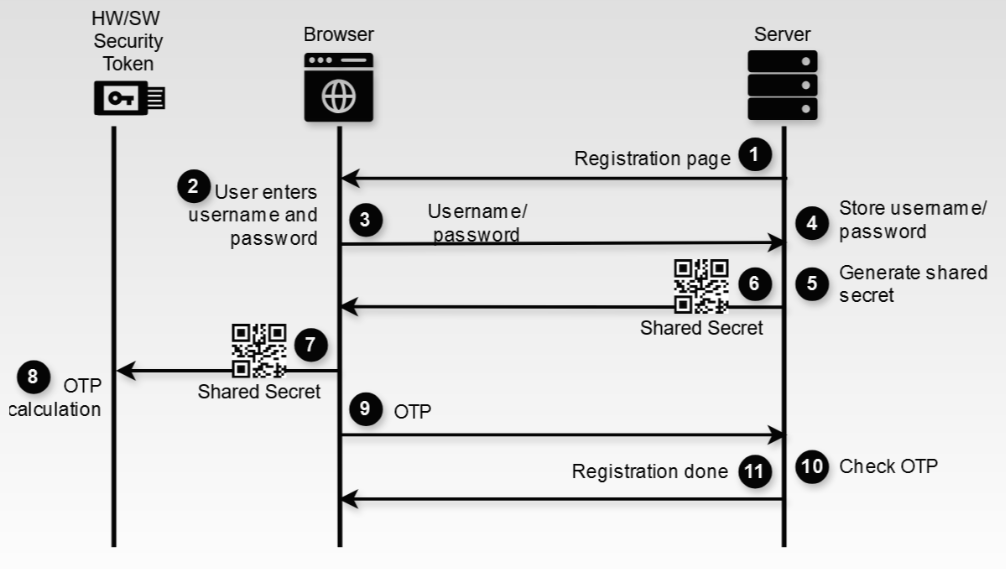 HW/SW
Security
Token
Browser
Server
1
Registration page
2
User enters
username and
password
3
Username/
password
4
Store username/
password
5
Generate shared
secret
6
Shared Secret
7
Shared Secret
8
OTP
calculation
9
OTP
10
Check OTP
11
Registration done